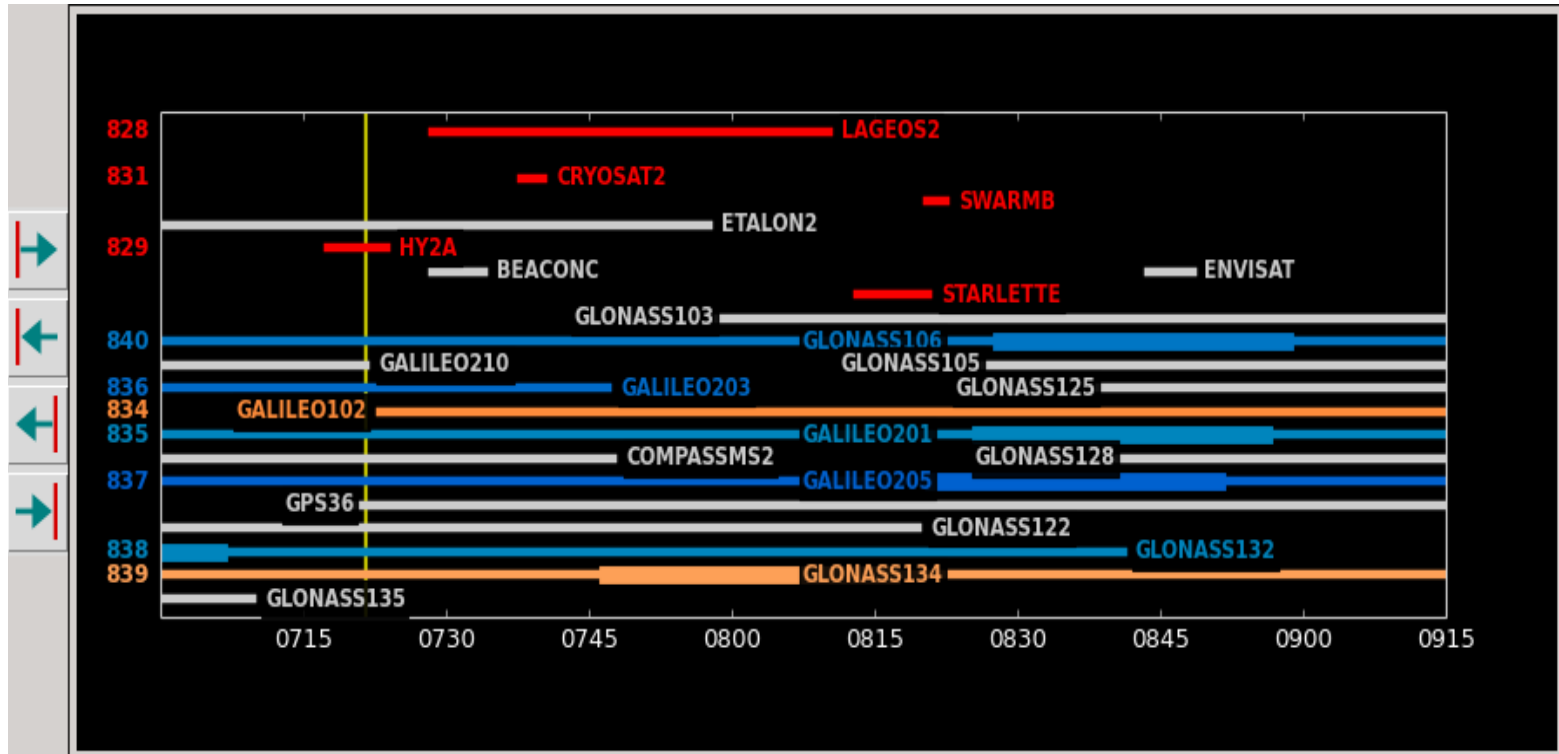 828 LAGEOS2
831 CRYOSAT2
SWARMB
ETALON2
829 HY2A
BEACONC ENVISAT
STARLETTE
GLONASS103
840 GLONASS106
GALILEO210 GLONASS105
836 GALILEO203 GLONASS125
834 GALILEO102
835 GALILEO201
COMPASSMS2 GLONASS128
837 GALILEO205
GPS36
GLONASS122
838 GLONASS132
839 GLONASS134
GLONASS135
0715 0730 0745 0800 0815 0830 0845 0900 0915